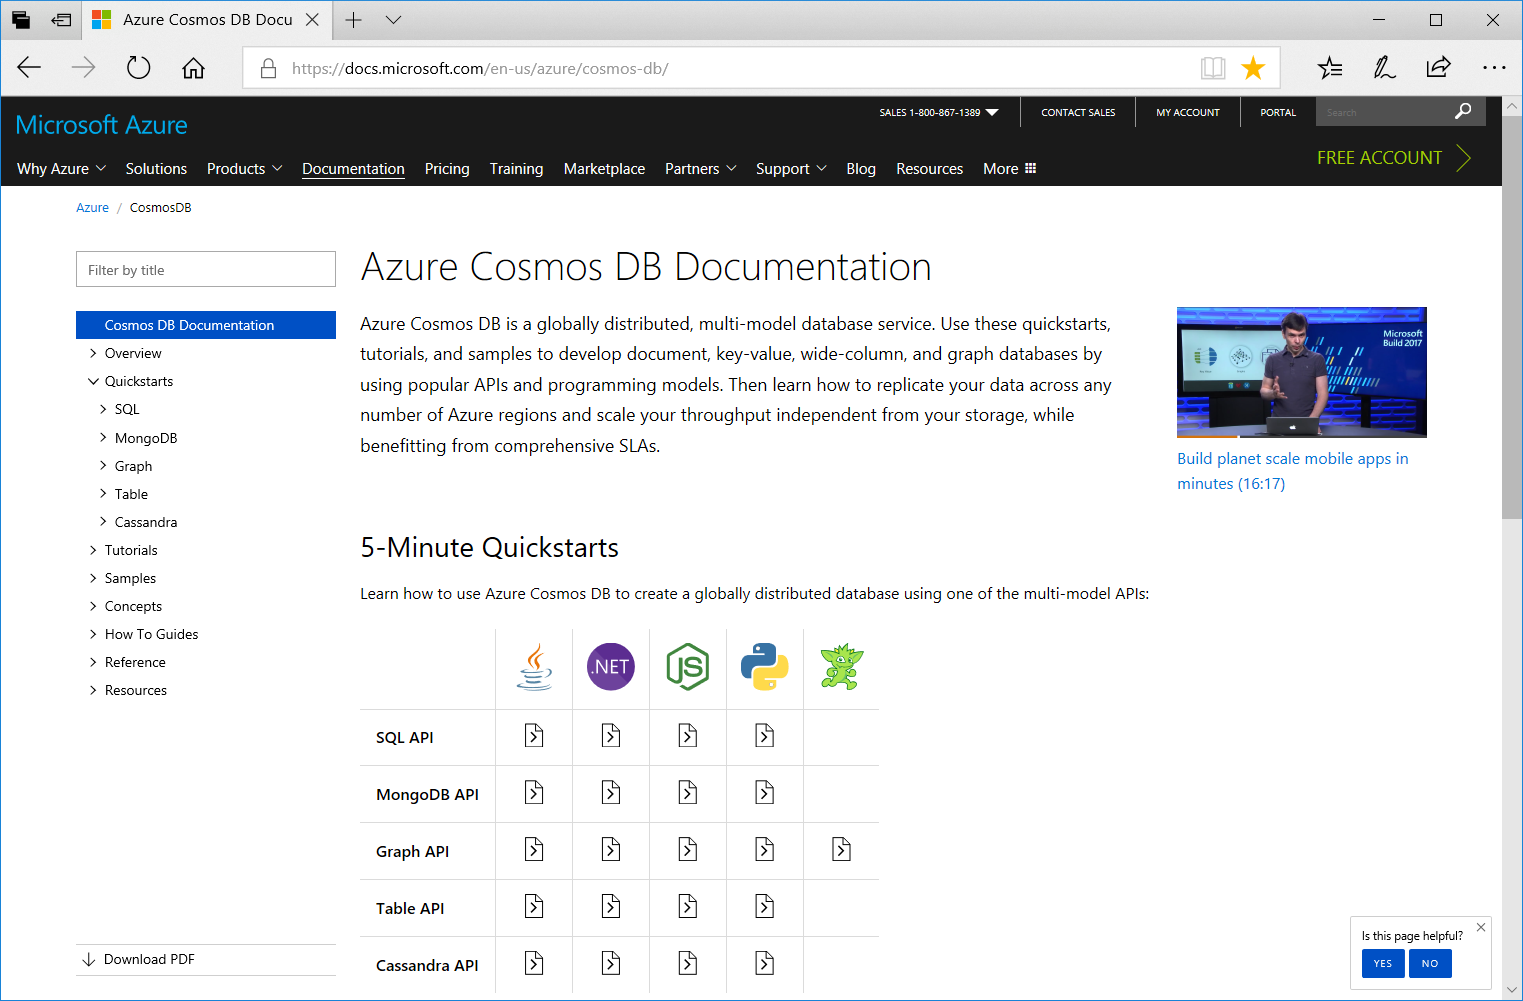 Azure Cosmos DB Docu
https://docs.microsoft.com/en-us/azure/cosmos-db/
Microsoft Azure
SALES 1-800-867-1389
CONTACT SALES
MY ACCOUNT
PORTAL
Search
Why Azure
Solutions
Products
Documentation
Pricing
Training
Marketplace
Partners
Support
Blog
Resources
More
FREE ACCOUNT
Azure / CosmosDB
Filter by title
Cosmos DB Documentation
Overview
Quickstarts
SQL
MongoDB
Graph
Table
Cassandra
Tutorials
Samples
Concepts
How To Guides
Reference
Resources
Download PDF
Azure Cosmos DB Documentation
Azure Cosmos DB is a globally distributed, multi-model database service. Use these quickstarts,
tutorials, and samples to develop document, key-value, wide-column, and graph databases by
using popular APIs and programming models. Then learn how to replicate your data across any
number of Azure regions and scale your throughput independent from your storage, while
benefitting from comprehensive SLAs.
Microsoft
Build 2017
Build planet scale mobile apps in
minutes (16:17)
5-Minute Quickstarts
Learn how to use Azure Cosmos DB to create a globally distributed database using one of the multi-model APIs:
.NET
JS
SQL API
MongoDB API
Graph API
Table API
Cassandra API
Is this page helpful?
YES
NO